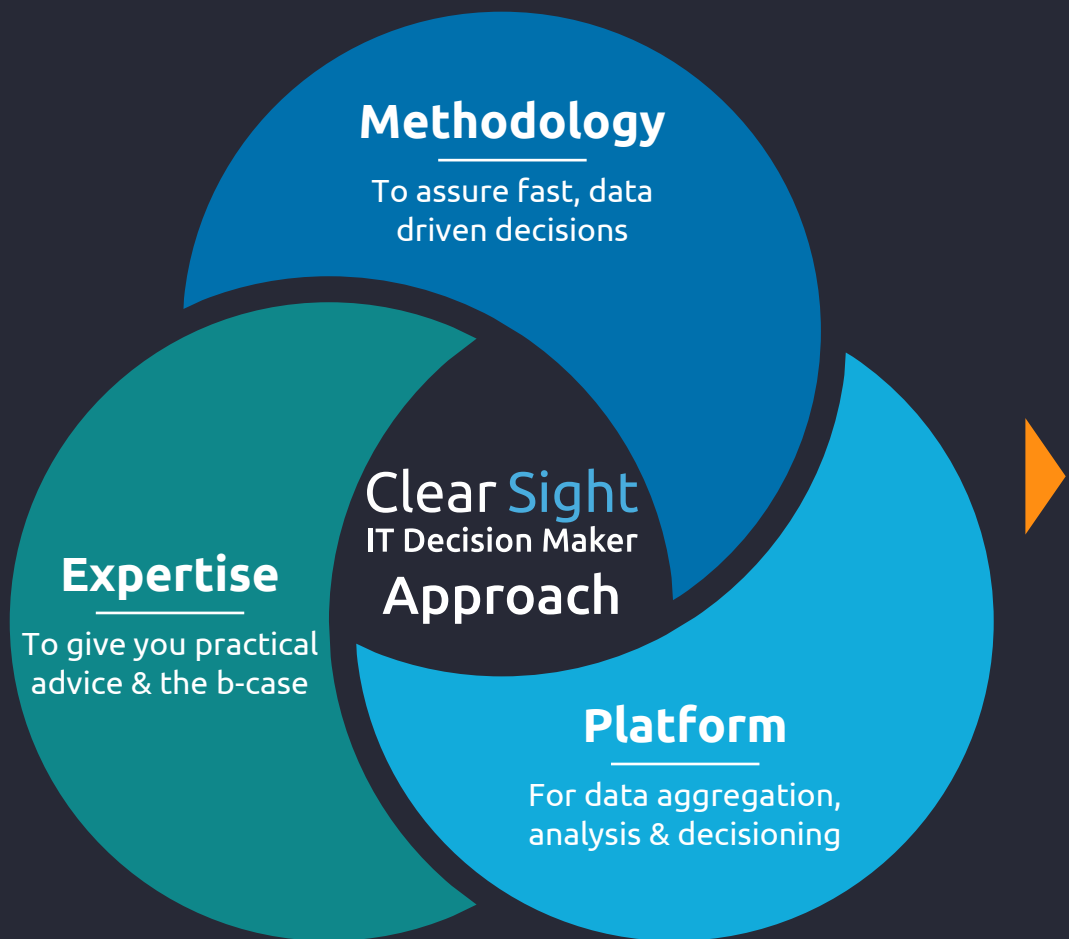 Methodology
To assure fast, data
driven decisions
Clear Sight
IT Decision Maker
Approach
Expertise
To give you practical
advice & the b-case
Platform
For data aggregation,
analysis & decisioning